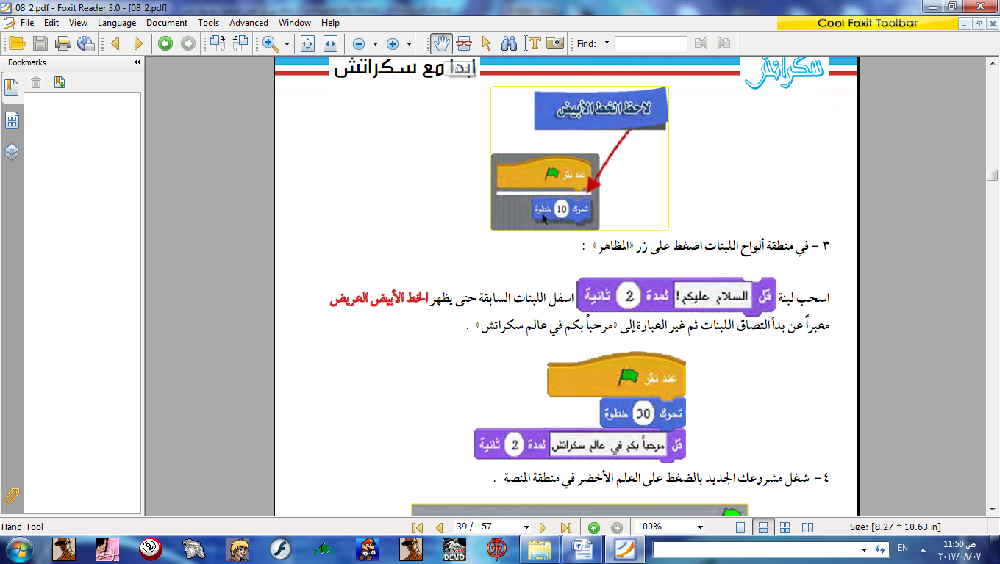 08_2.pdf - Foxit Reader 3.0 - [08_2.pdf]
File Edit View Language Document Tools Advanced Window Help
Cool Foxit Toolbar
Find:
Bookmarks
ابدأ مع سكراتش
سكراتش
لاحظ الخط الأبيض
عند نقر
تحرك 10 خطوة
٣ – في منطقة ألواح اللبنات اضغط على زر «المظاهر» :
اسحب لبنة قل السلام عليكم! لمدة 2 ثانية اسفل اللبنات السابقة حتى يظهر الخط الأبيض العريض
معبراً عن بدأ التصاق اللبنات ثم غير العبارة إلى «مرحباً بكم في عالم سكراتش» .
عند نقر
تحرك 30 خطوة
قل مرحباً بكم في عالم سكراتش لمدة 2 ثانية
٤ – شغل مشروعك الجديد بالضغط على العلم الأخضر في منطقة المنصة .
Hand Tool
39 / 157
100%
Size: [8.27 * 10.63 in]
DEMO
EN
11:50 ص
٢٠١٧/٠٨/٠٧